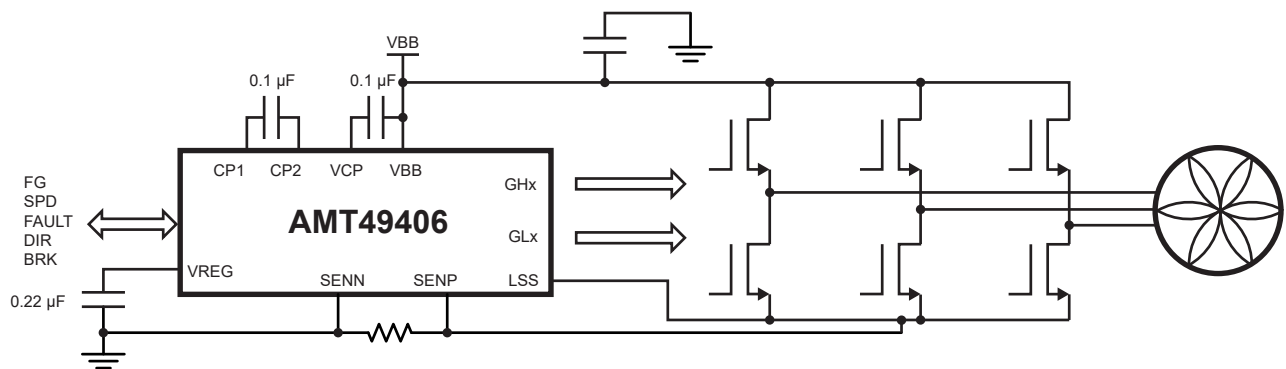 VBB
0.1 µF
0.1 µF
CP1
CP2
VCP
VBB
GHx
FG
SPD
FAULT
DIR
BRK
AMT49406
GLx
VREG
SENN
SENP
LSS
0.22 µF